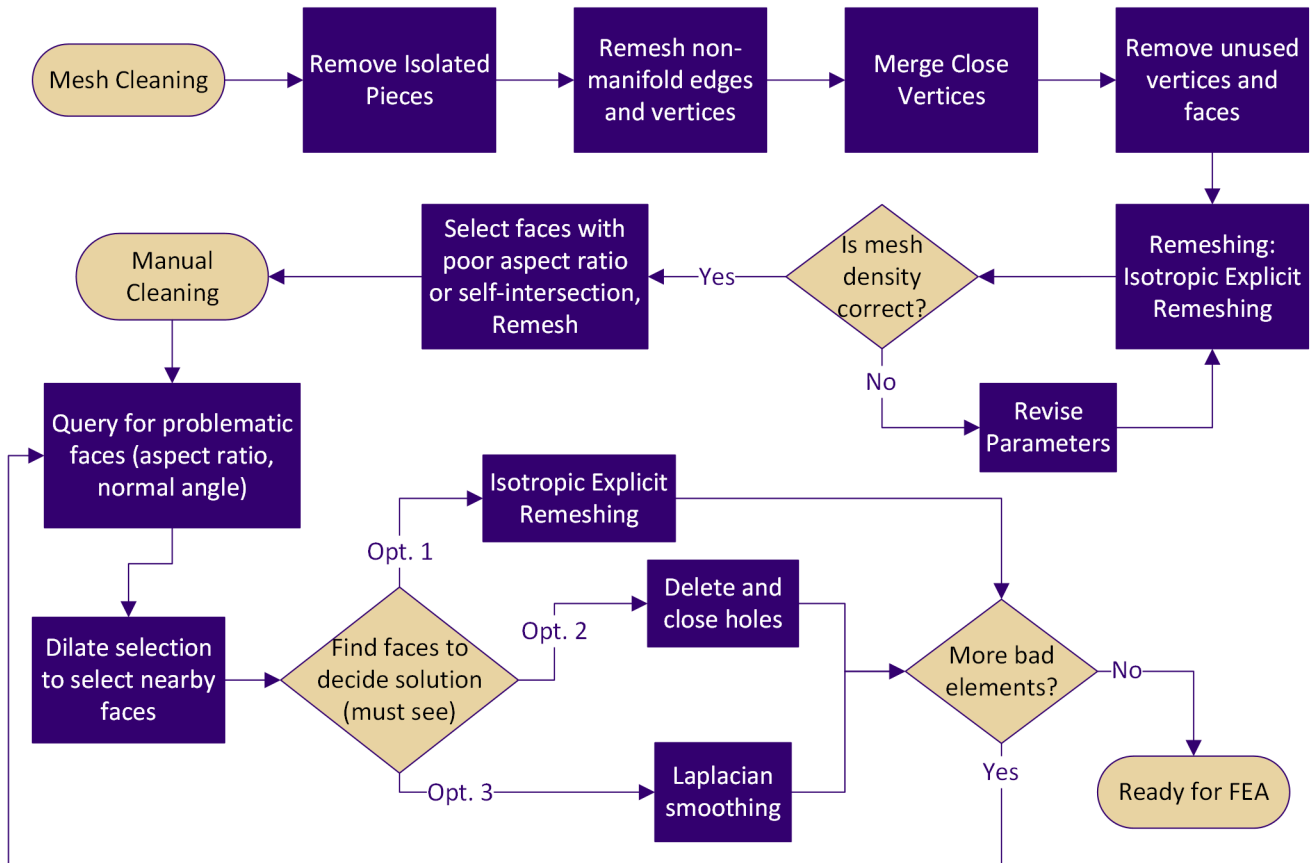 Mesh Cleaning
Remove Isolated
Pieces
Remesh non-
manifold edges
and vertices
Merge Close
Vertices
Remove unused
vertices and
faces
Remeshing:
Isotropic Explicit
Remeshing
Is mesh
density
correct?
Yes
No
Revise
Parameters
Select faces with
poor aspect ratio
or self-intersection,
Remesh
Manual
Cleaning
Query for problematic
faces (aspect ratio,
normal angle)
Dilate selection
to select nearby
faces
Find faces to
decide solution
(must see)
Opt. 1
Isotropic Explicit
Remeshing
Opt. 2
Delete and
close holes
Opt. 3
Laplacian
smoothing
More bad
elements?
No
Yes
Ready for FEA